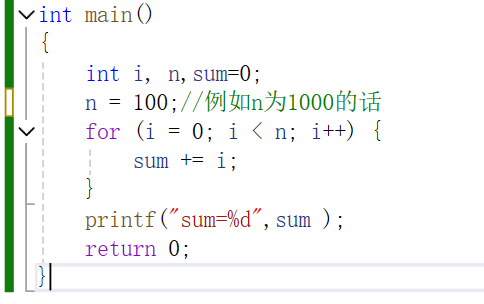 int main()
{
int i, n,sum=0;
n = 100;//例如n为1000的话
for (i = 0; i < n; i++) {
sum += i;
}
printf("sum=%d",sum );
return 0;
}